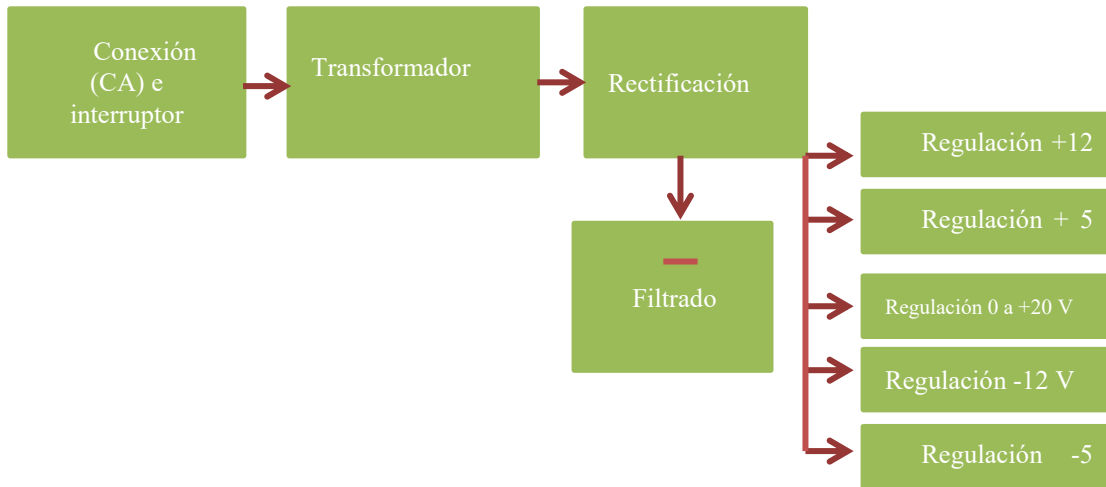 Conexión
(CA) e
interruptor
Transformador
Rectificación
Filtrado
Regulación +12
Regulación + 5
Regulación 0 a +20 V
Regulación -12 V
Regulación -5